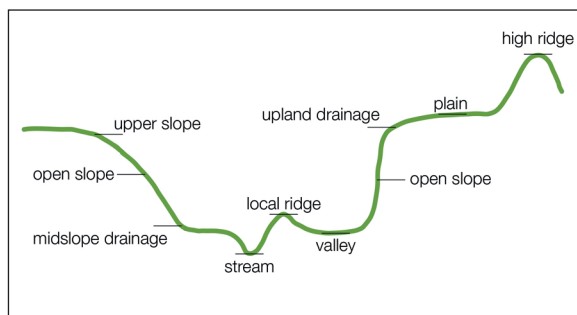 high ridge
plain
upland drainage
upper slope
open slope
open slope
local ridge
midslope drainage
valley
stream